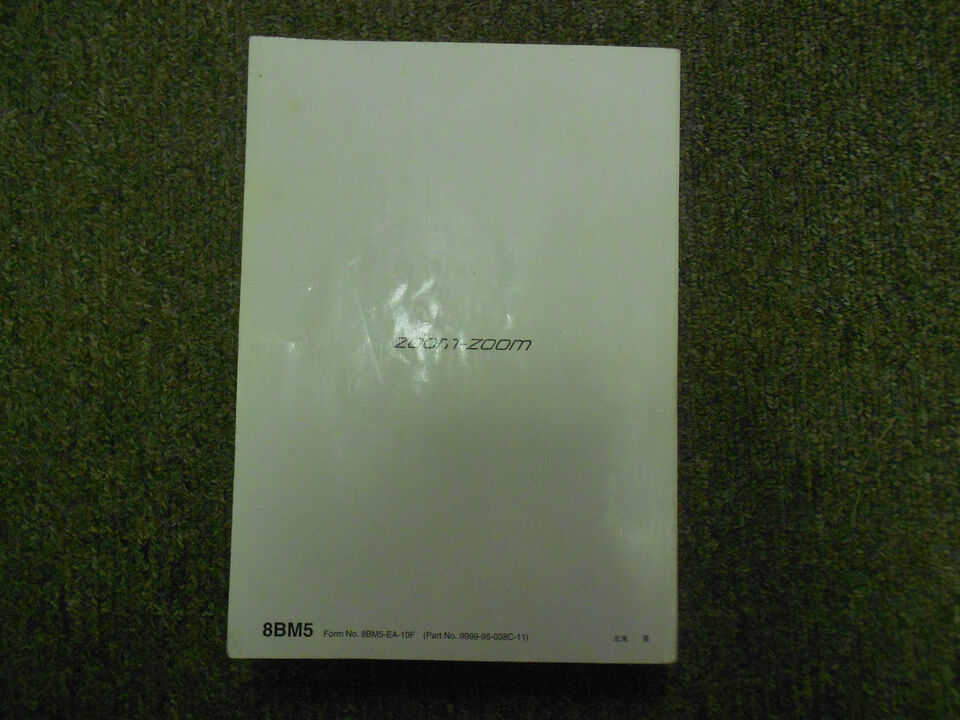 zoom-zoom
8BM5 Form No. 8BM5-EA-10F (Part No. 9999-95-038C-11) 北米 英